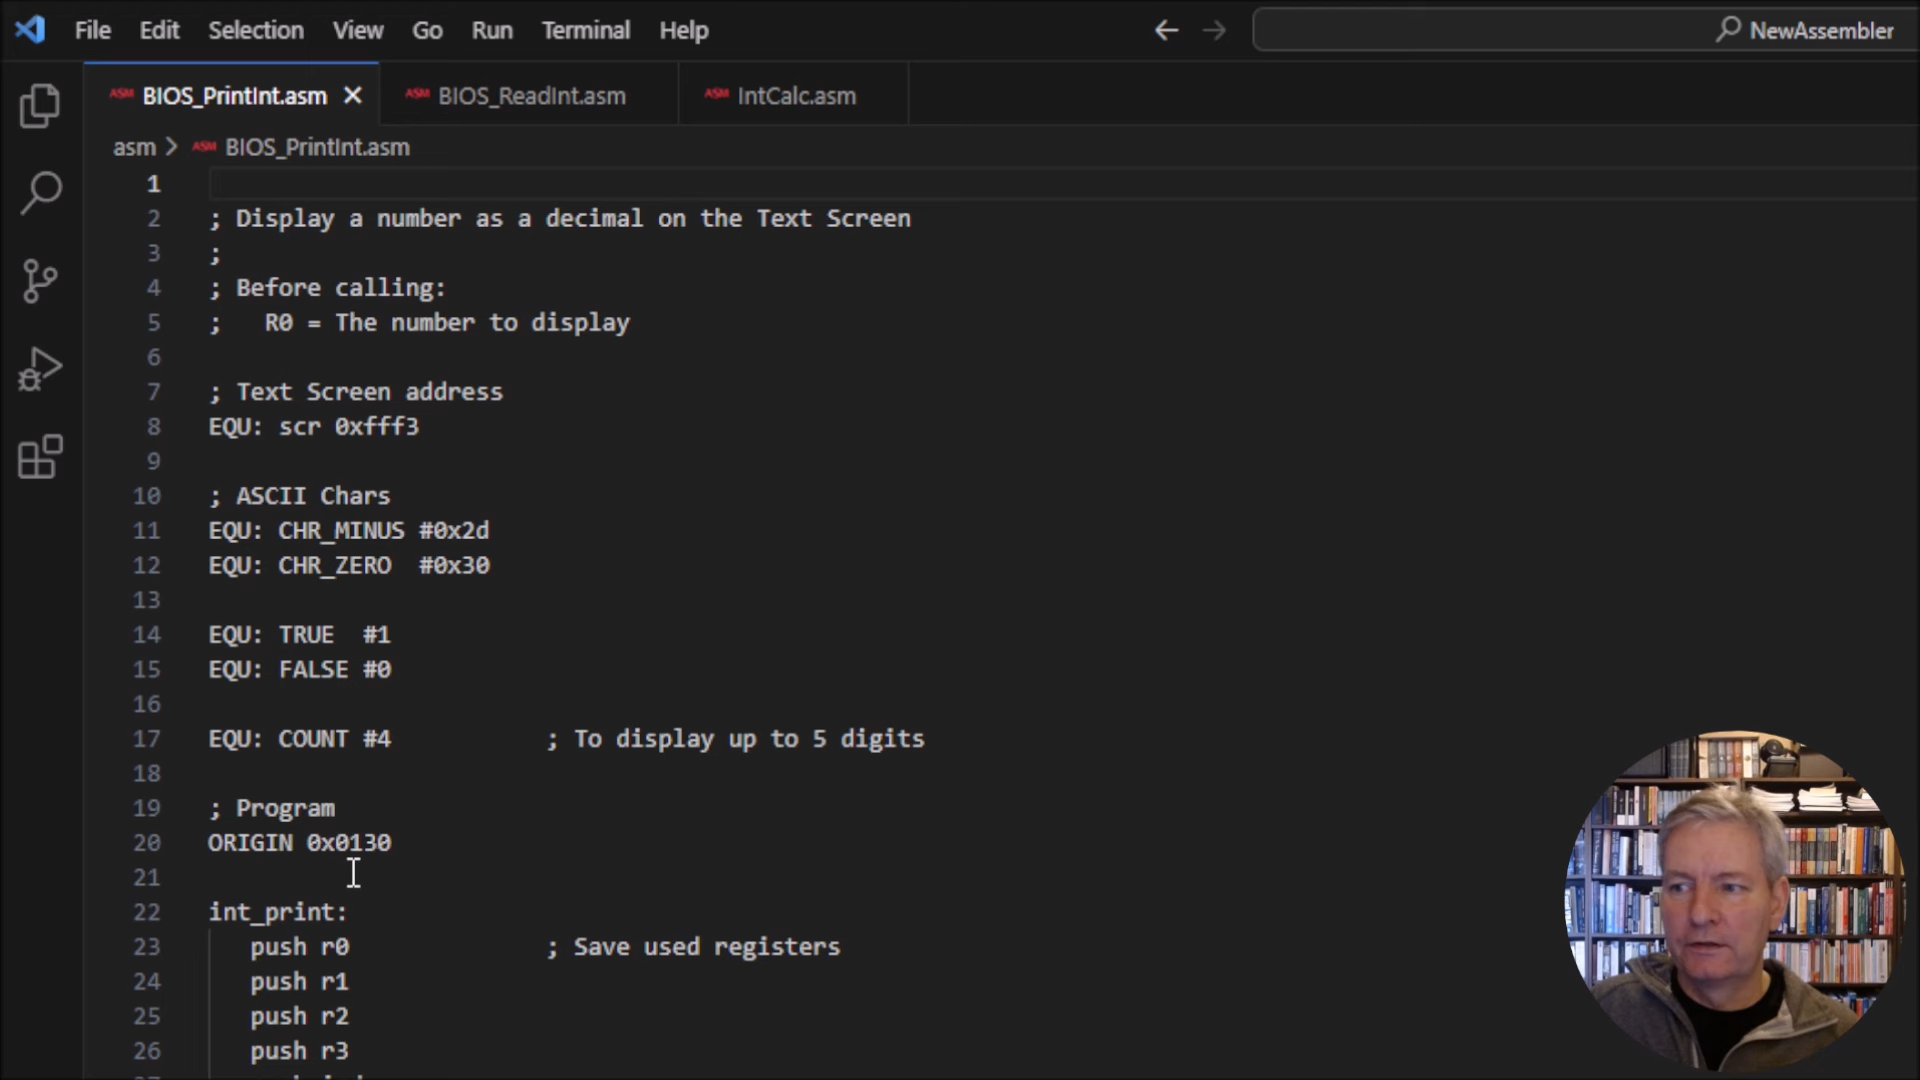 File Edit Selection View Go Run Terminal Help NewAssembler
ASM BIOS_PrintInt.asm ASM BIOS_ReadInt.asm ASM IntCalc.asm
asm > ASM BIOS_PrintInt.asm
1
2 ; Display a number as a decimal on the Text Screen
3 ;
4 ; Before calling:
5 ;   R0 = The number to display
6
7 ; Text Screen address
8 EQU: scr 0xfff3
9
10 ; ASCII Chars
11 EQU: CHR_MINUS #0x2d
12 EQU: CHR_ZERO  #0x30
13
14 EQU: TRUE  #1
15 EQU: FALSE #0
16
17 EQU: COUNT #4           ; To display up to 5 digits
18
19 ; Program
20 ORIGIN 0x0130
21
22 int_print:
23    push r0              ; Save used registers
24    push r1
25    push r2
26    push r3